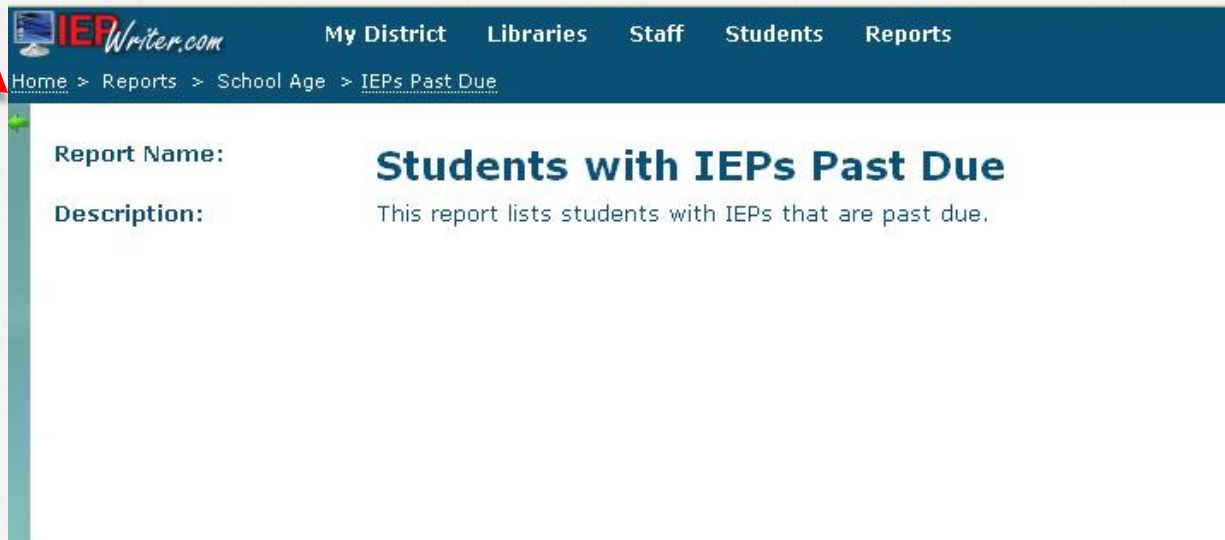 IEPWriter.com My District Libraries Staff Students Reports
Home > Reports > School Age > IEPs Past Due
Report Name: Students with IEPs Past Due
Description: This report lists students with IEPs that are past due.